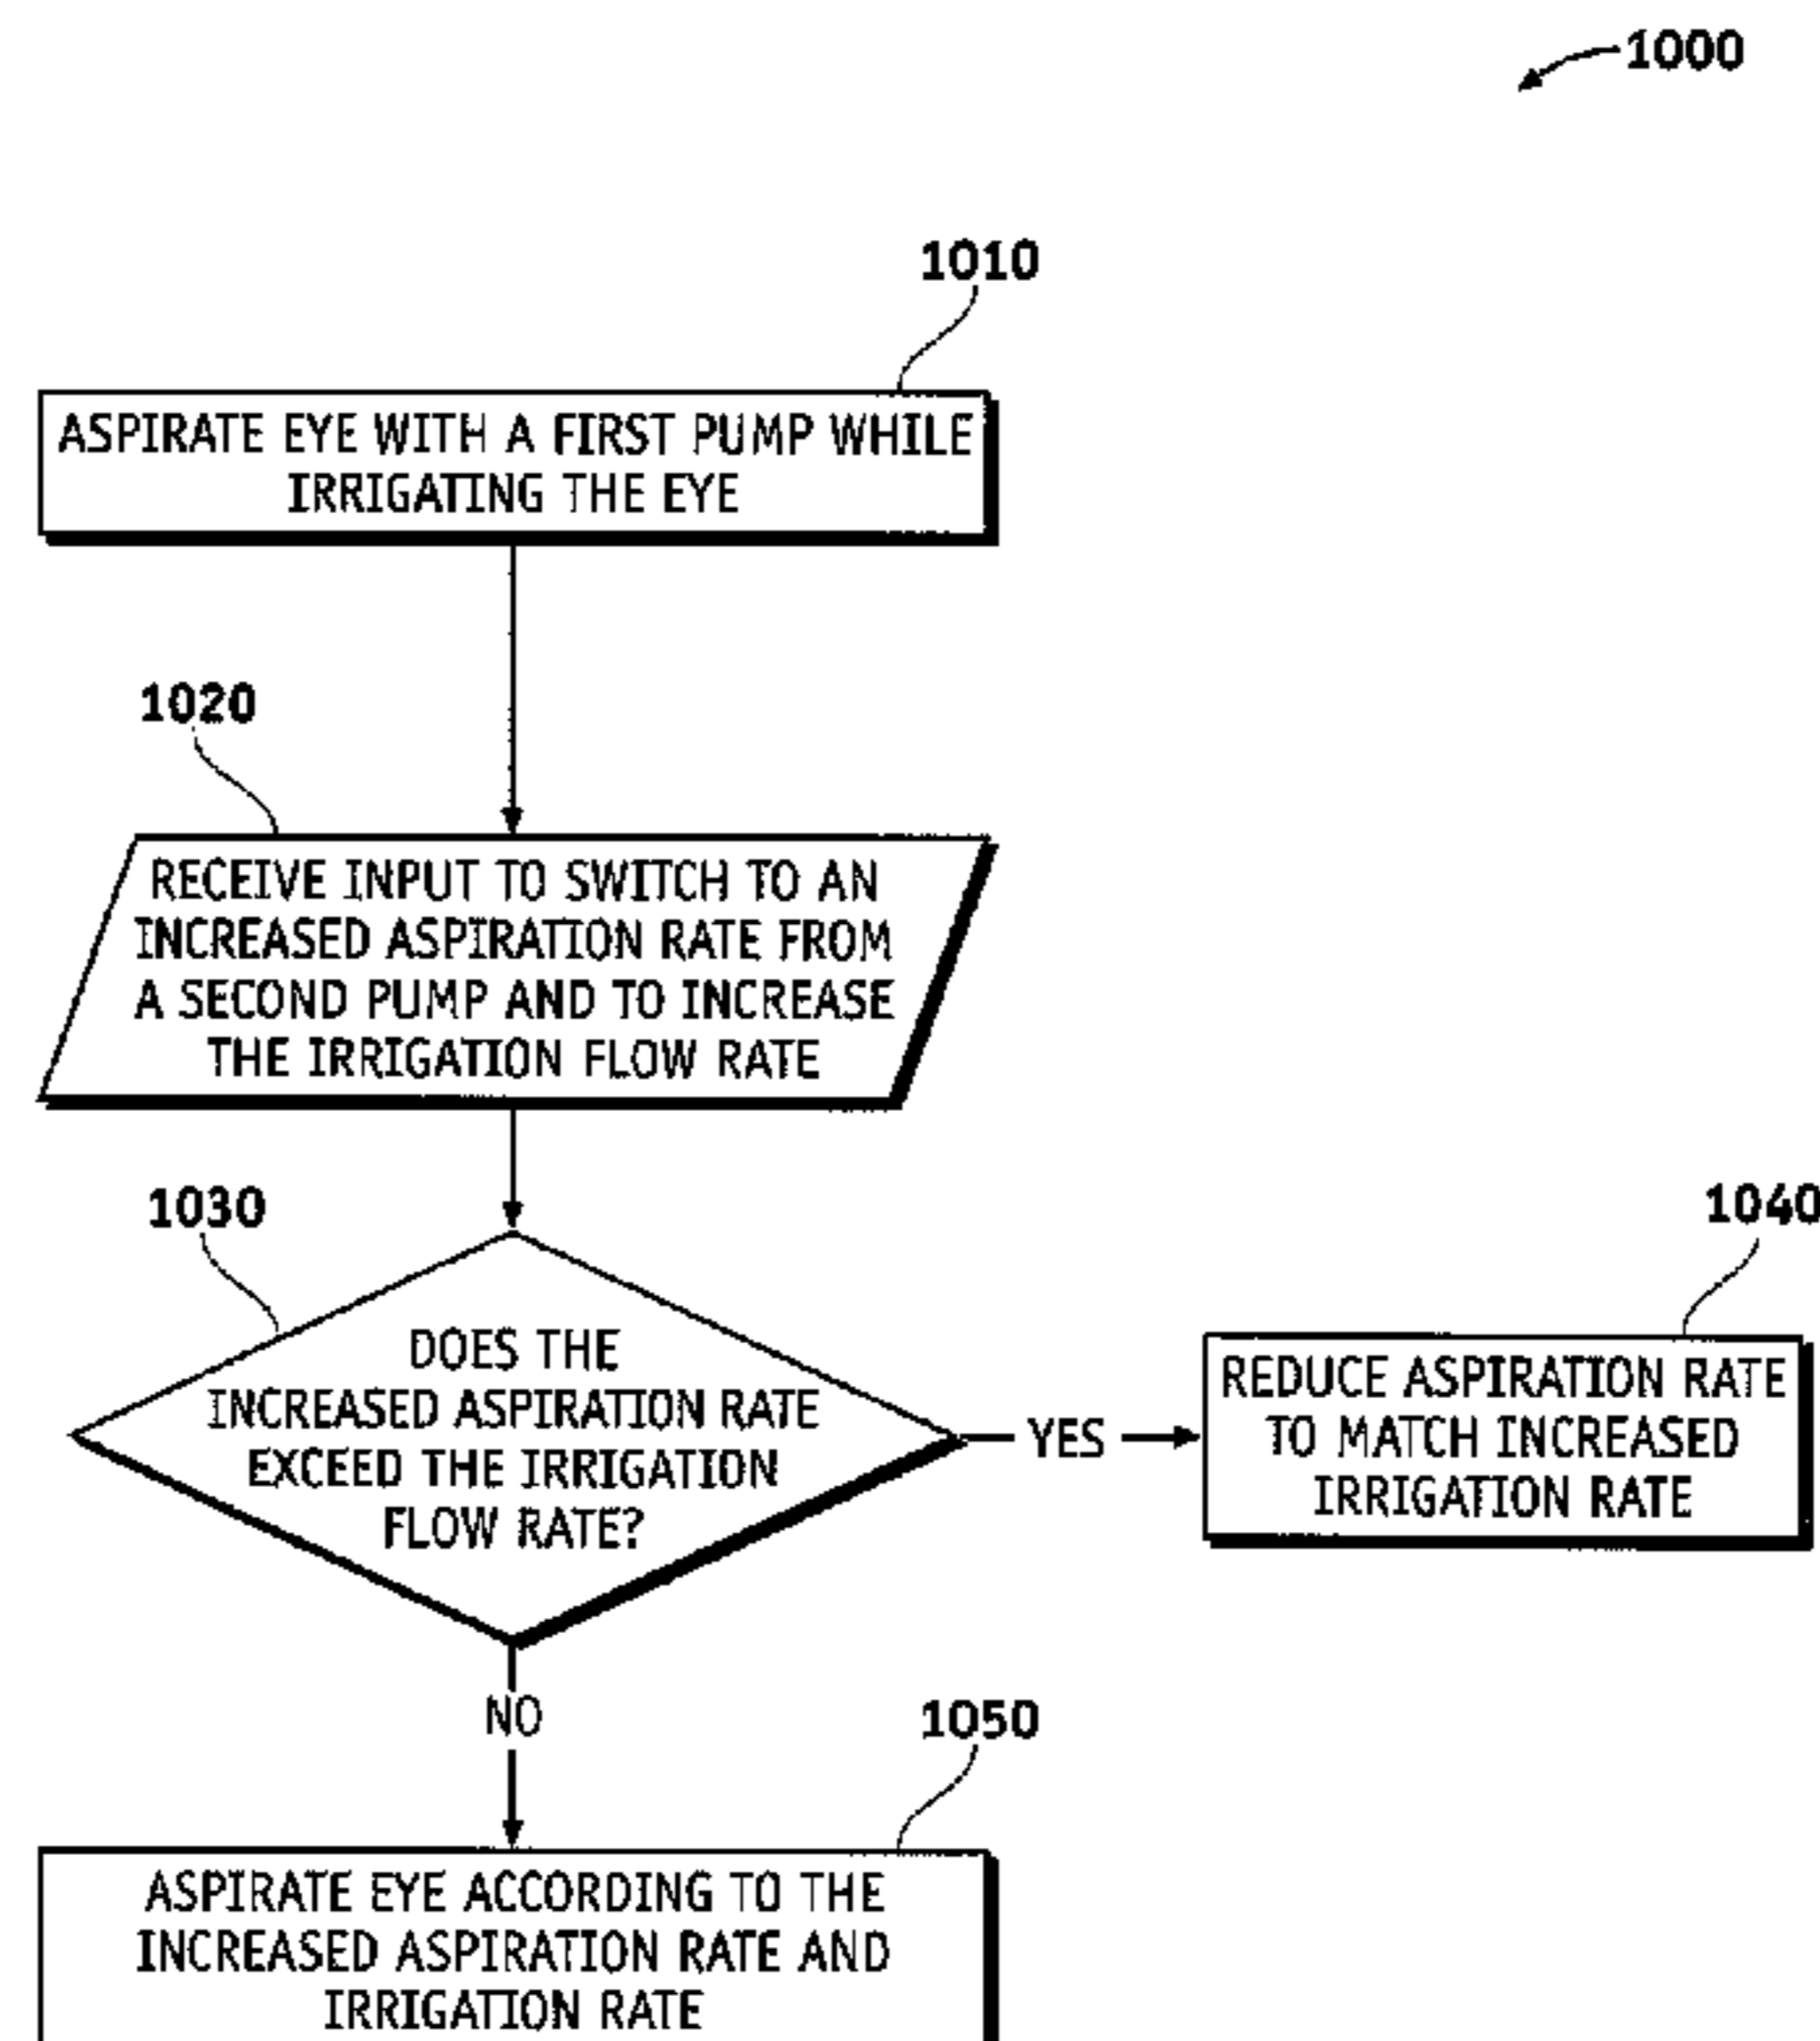 1000
1010
ASPIRATE EYE WITH A FIRST PUMP WHILE
IRRIGATING THE EYE
1020
RECEIVE INPUT TO SWITCH TO AN
INCREASED ASPIRATION RATE FROM
A SECOND PUMP AND TO INCREASE
THE IRRIGATION FLOW RATE
1030
DOES THE
INCREASED ASPIRATION RATE
EXCEED THE IRRIGATION
FLOW RATE?
YES
1040
REDUCE ASPIRATION RATE
TO MATCH INCREASED
IRRIGATION RATE
NO
1050
ASPIRATE EYE ACCORDING TO THE
INCREASED ASPIRATION RATE AND
IRRIGATION RATE